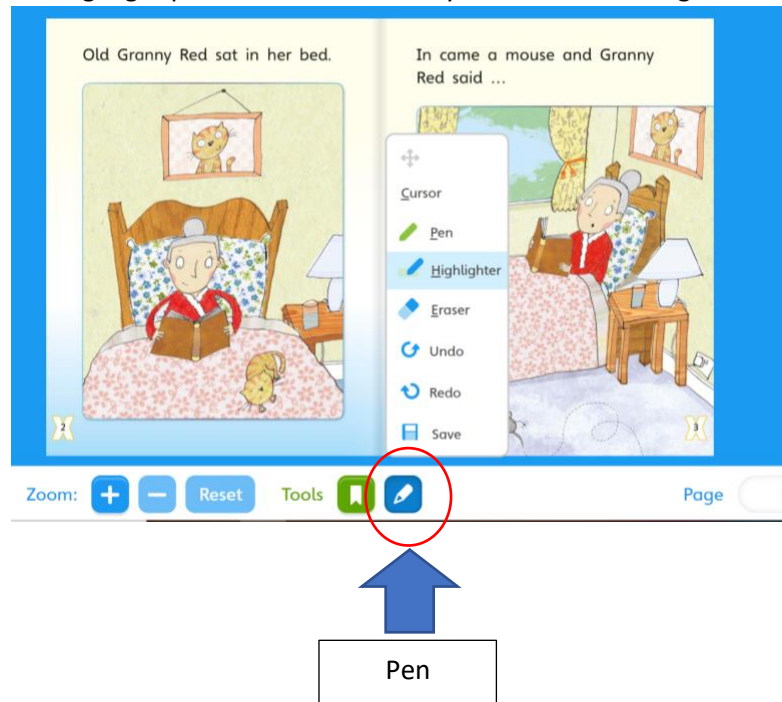 Old Granny Red sat in her bed.
In came a mouse and Granny
Red said ...
Cursor
Pen
Highlighter
Eraser
Undo
Redo
Save
2
3
Zoom: + − Reset Tools Page
Pen